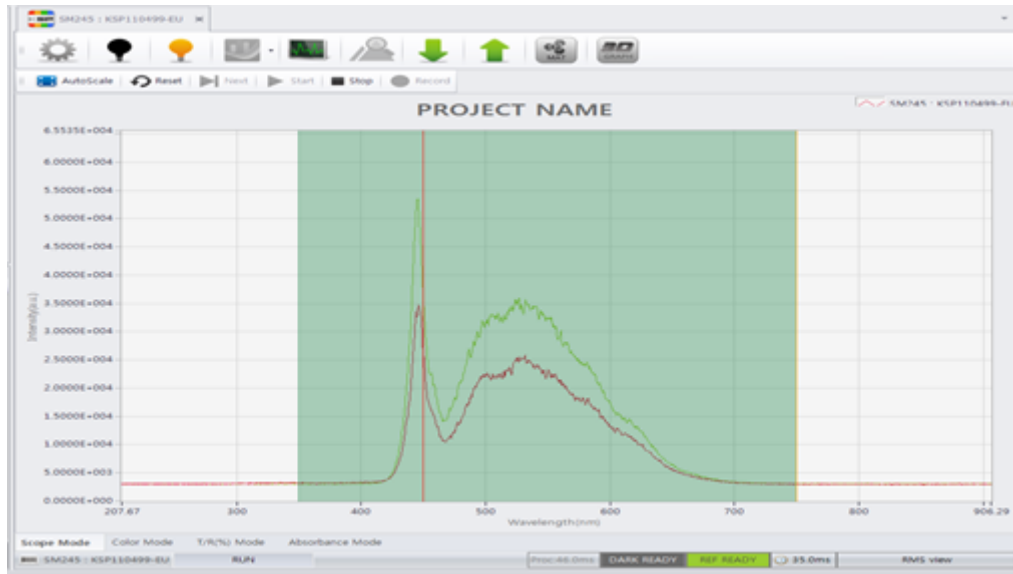 SM245 : KSP110499-EU
AutoScale Reset Next Start Stop Record
PROJECT NAME
SM245 : KSP110499-EU
6.5535E+004
6.0000E+004
5.5000E+004
5.0000E+004
4.5000E+004
4.0000E+004
3.5000E+004
3.0000E+004
2.5000E+004
2.0000E+004
1.5000E+004
1.0000E+004
5.0000E+003
0.0000E+000
Intensity(a.u.)
207.67 300 400 500 600 700 800 906.29
Wavelength(nm)
Scope Mode Color Mode T/R(%) Mode Absorbance Mode
SM245 : KSP110499-EU RUN Proc:46.0ms DARK READY REF READY 35.0ms RMS view